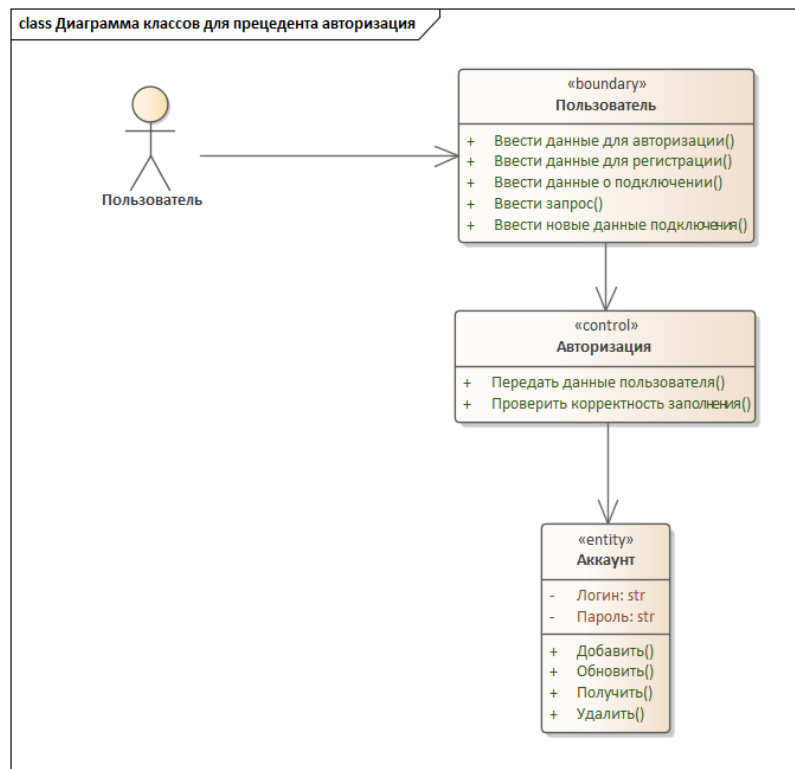 class Диаграмма классов для прецедента авторизация
Пользователь
«boundary»
Пользователь
+ Ввести данные для авторизации()
+ Ввести данные для регистрации()
+ Ввести данные о подключении()
+ Ввести запрос()
+ Ввести новые данные подключения()
«control»
Авторизация
+ Передать данные пользователя()
+ Проверить корректность заполнения()
«entity»
Аккаунт
- Логин: str
- Пароль: str
+ Добавить()
+ Обновить()
+ Получить()
+ Удалить()